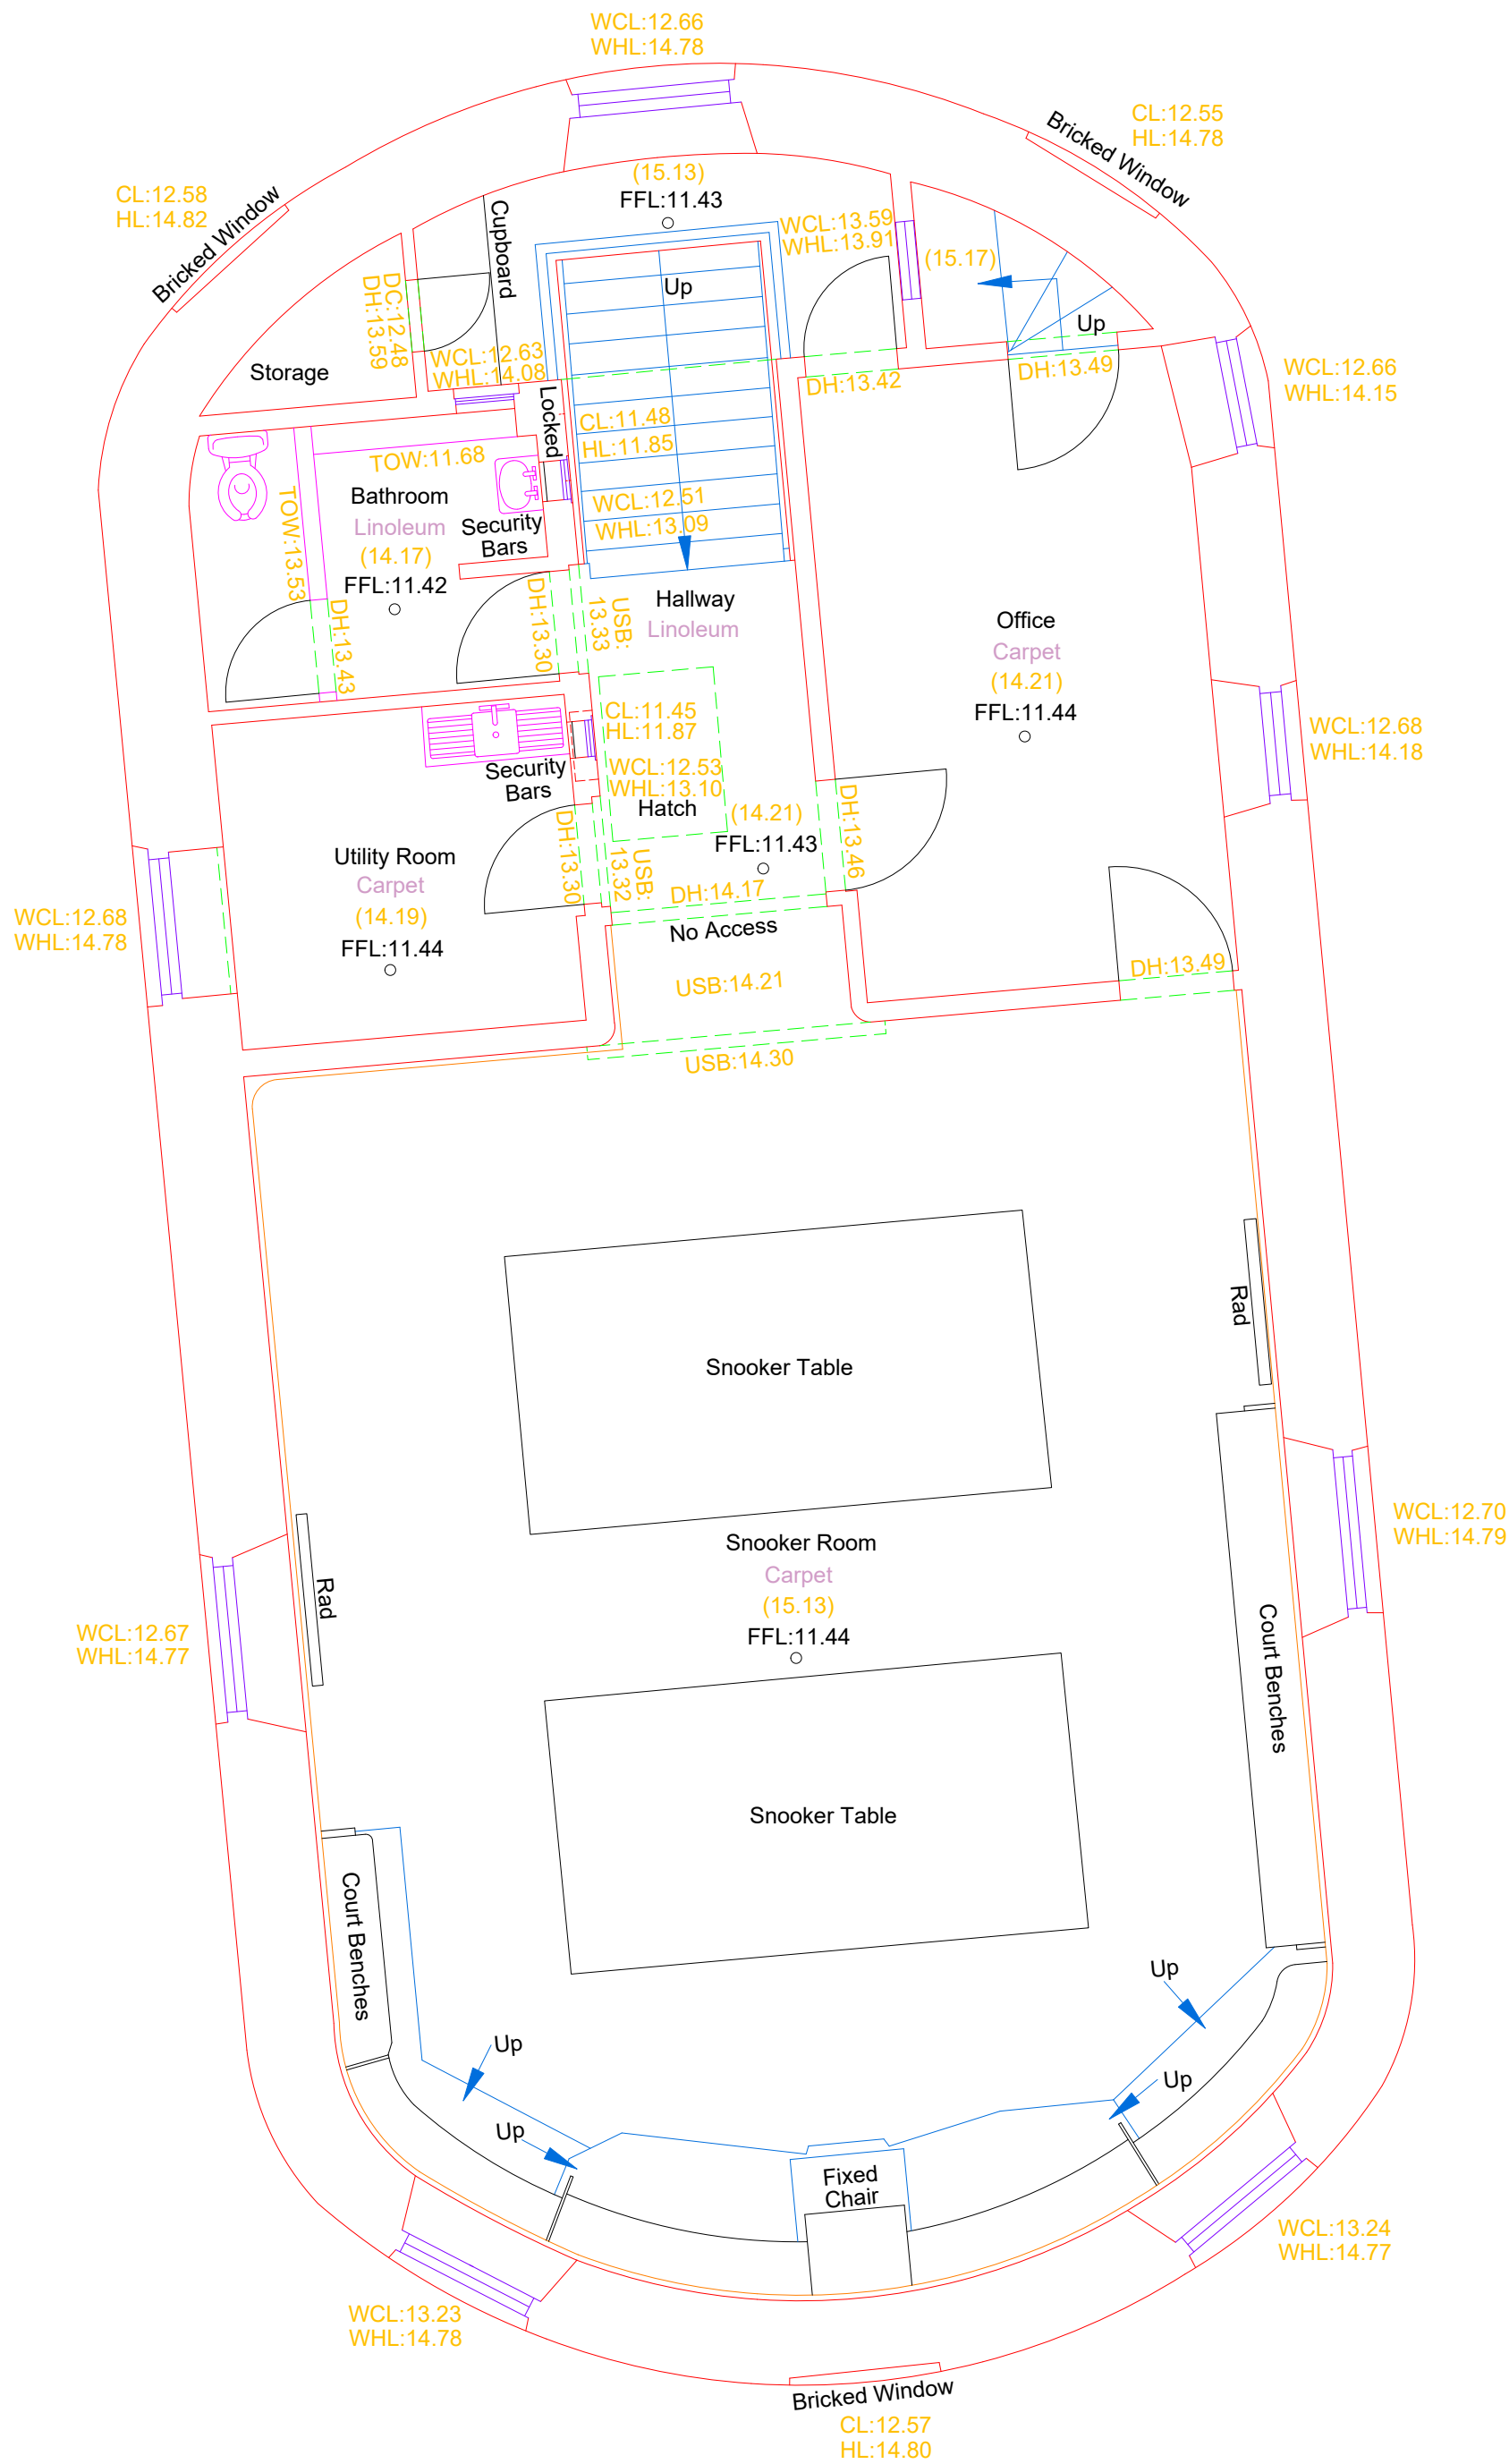 WCL:12.66
WHL:14.78
CL:12.55
HL:14.78
Bricked Window
CL:12.58
HL:14.82
Bricked Window
(15.13)
FFL:11.43
Cupboard
WCL:13.59
WHL:13.91
(15.17)
Up
Up
DC:12.48
DH:13.59
Storage
WCL:12.63
WHL:14.08
DH:13.42
DH:13.49
WCL:12.66
WHL:14.15
Locked
CL:11.48
HL:11.85
TOW:11.68
TOW:13.53
Bathroom
Linoleum
(14.17)
FFL:11.42
Security
Bars
WCL:12.51
WHL:13.09
DH:13.43
DH:13.30
USB:
13.33
Hallway
Linoleum
Office
Carpet
(14.21)
FFL:11.44
WCL:12.68
WHL:14.18
CL:11.45
HL:11.87
WCL:12.53
WHL:13.10
Hatch
Security
Bars
(14.21)
FFL:11.43
DH:13.46
Utility Room
Carpet
(14.19)
FFL:11.44
DH:13.30
USB:
13.32
DH:14.17
No Access
WCL:12.68
WHL:14.78
USB:14.21
DH:13.49
USB:14.30
Rad
Snooker Table
Snooker Room
Carpet
(15.13)
FFL:11.44
WCL:12.70
WHL:14.79
Rad
WCL:12.67
WHL:14.77
Court Benches
Snooker Table
Court Benches
Up
Up
Up
Up
Fixed
Chair
WCL:13.24
WHL:14.77
WCL:13.23
WHL:14.78
Bricked Window
CL:12.57
HL:14.80